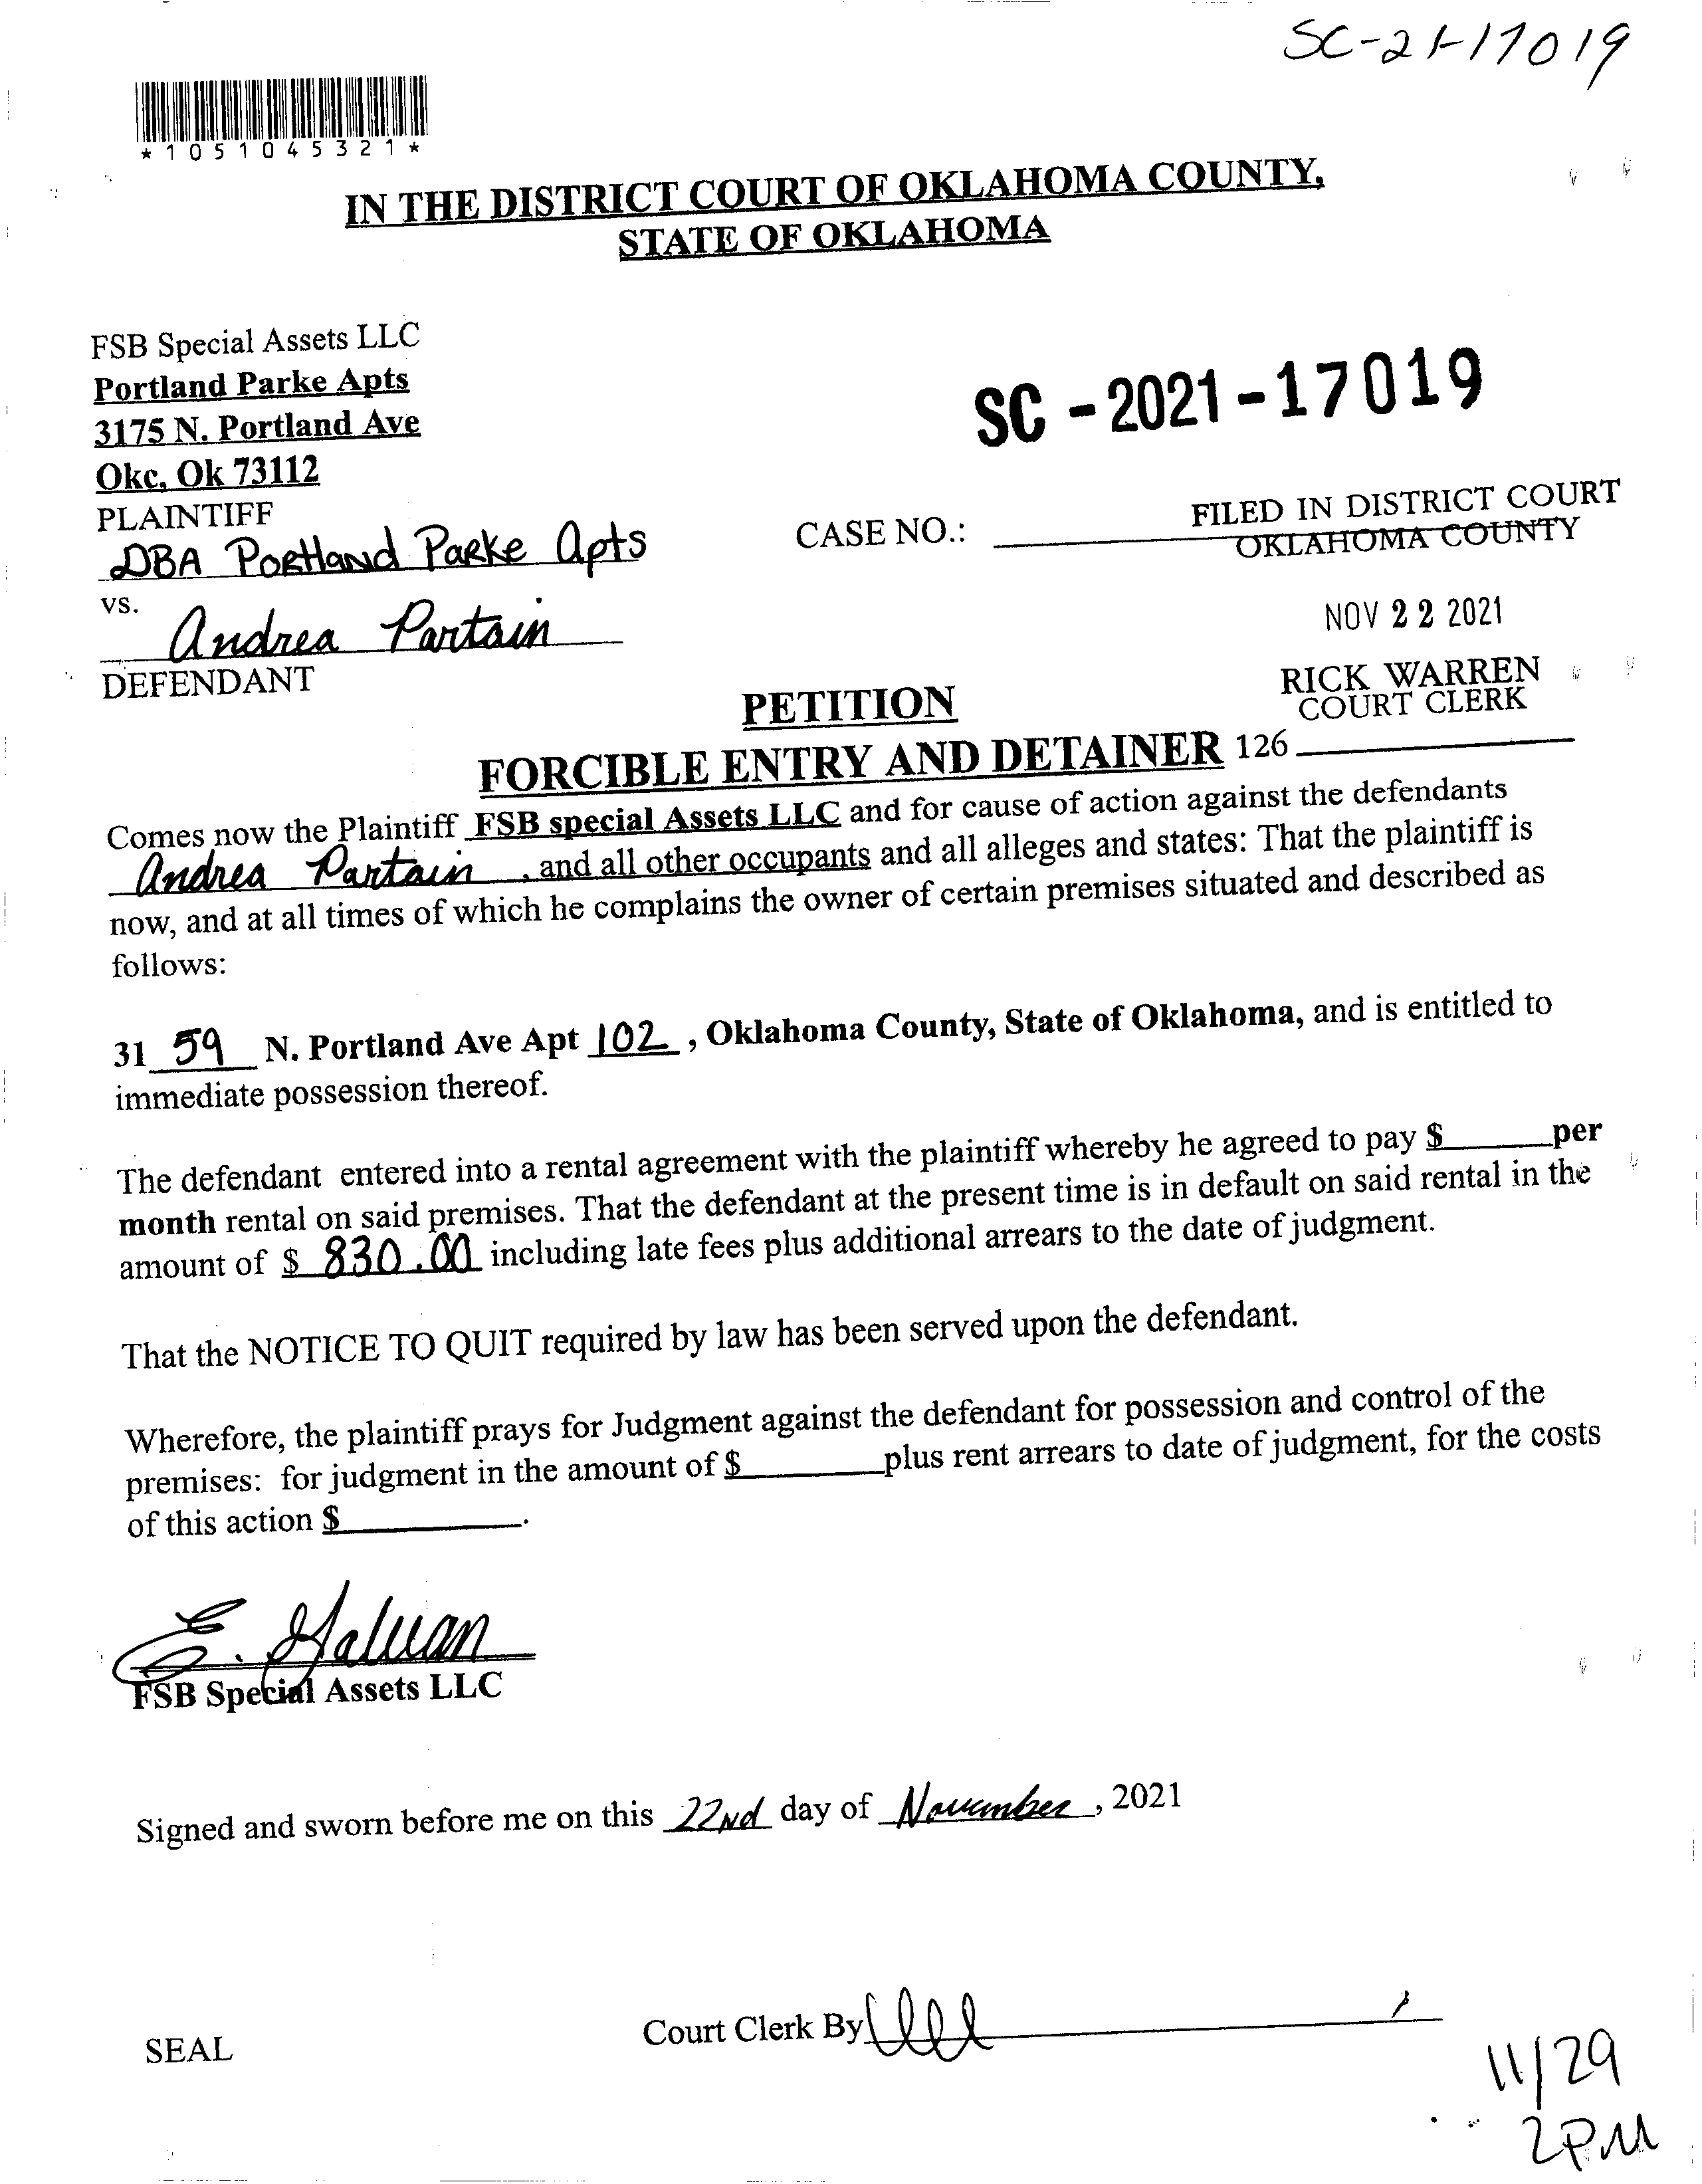 SC-21-17019
*1051045321*
IN THE DISTRICT COURT OF OKLAHOMA COUNTY,
STATE OF OKLAHOMA
FSB Special Assets LLC
Portland Parke Apts
3175 N. Portland Ave
Okc, Ok 73112
PLAINTIFF
DBA Portland Parke Apts
vs.
Andrea Partain
DEFENDANT
SC - 2021 - 17019
CASE NO.:
FILED IN DISTRICT COURT
OKLAHOMA COUNTY
NOV 22 2021
RICK WARREN
COURT CLERK
126
PETITION
FORCIBLE ENTRY AND DETAINER
Comes now the Plaintiff FSB special Assets LLC and for cause of action against the defendants
Andrea Partain, and all other occupants and all alleges and states: That the plaintiff is
now, and at all times of which he complains the owner of certain premises situated and described as
follows:
31 59 N. Portland Ave Apt 102, Oklahoma County, State of Oklahoma, and is entitled to
immediate possession thereof.
The defendant entered into a rental agreement with the plaintiff whereby he agreed to pay $______per
month rental on said premises. That the defendant at the present time is in default on said rental in the
amount of $ 830.00 including late fees plus additional arrears to the date of judgment.
That the NOTICE TO QUIT required by law has been served upon the defendant.
Wherefore, the plaintiff prays for Judgment against the defendant for possession and control of the
premises: for judgment in the amount of $________plus rent arrears to date of judgment, for the costs
of this action $__________.
E. Galuan
FSB Special Assets LLC
Signed and sworn before me on this 22nd day of November, 2021
SEAL
Court Clerk By
11/29
2PM